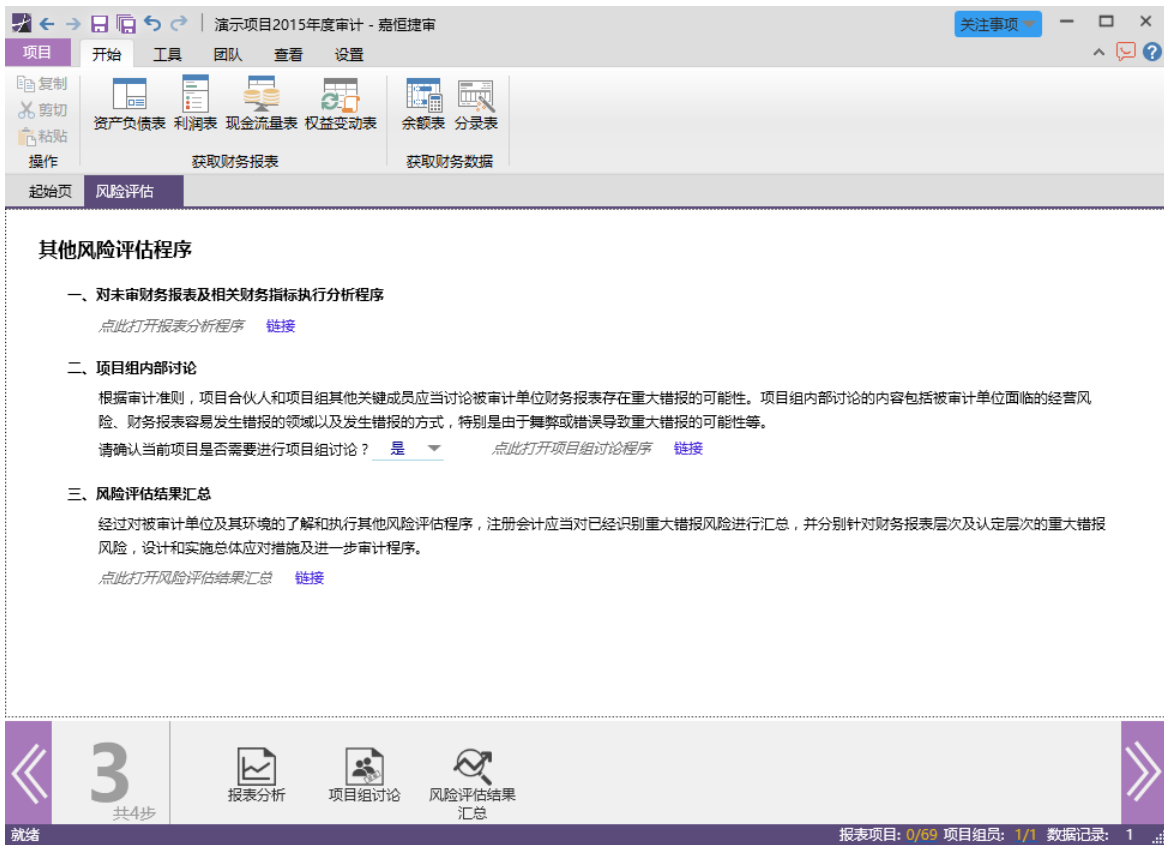 演示项目2015年度审计 - 嘉恒捷审 关注事项
项目 开始 工具 团队 查看 设置
复制
剪切
粘贴
资产负债表 利润表 现金流量表 权益变动表 余额表 分录表
操作 获取财务报表 获取财务数据
起始页 风险评估
其他风险评估程序
一、对未审财务报表及相关财务指标执行分析程序
点此打开报表分析程序 链接
二、项目组内部讨论
根据审计准则，项目合伙人和项目组其他关键成员应当讨论被审计单位财务报表存在重大错报的可能性。项目组内部讨论的内容包括被审计单位面临的经营风
险、财务报表容易发生错报的领域以及发生错报的方式，特别是由于舞弊或错误导致重大错报的可能性等。
请确认当前项目是否需要进行项目组讨论？ 是 点此打开项目组讨论程序 链接
三、风险评估结果汇总
经过对被审计单位及其环境的了解和执行其他风险评估程序，注册会计应当对已经识别重大错报风险进行汇总，并分别针对财务报表层次及认定层次的重大错报
风险，设计和实施总体应对措施及进一步审计程序。
点此打开风险评估结果汇总 链接
3
共4步
报表分析 项目组讨论 风险评估结果
汇总
就绪 报表项目: 0/69 项目组员: 1/1 数据记录: 1